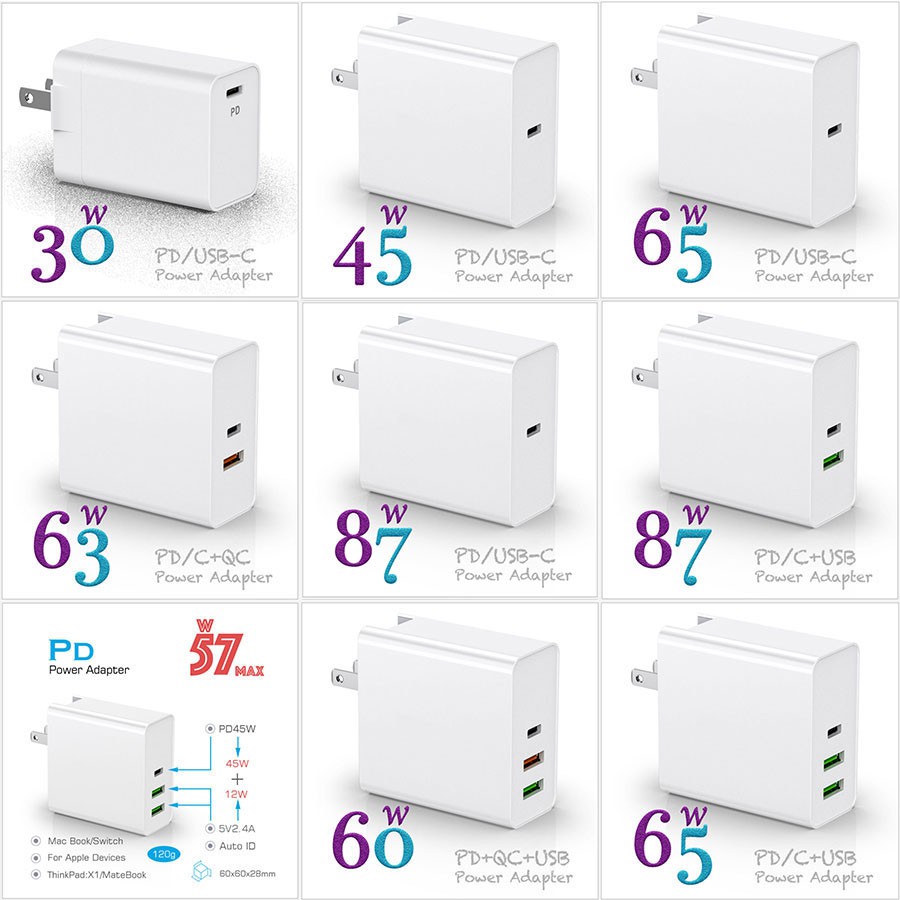 PD
30W
PD/USB-C
Power Adapter
45W
PD/USB-C
Power Adapter
65W
PD/USB-C
Power Adapter
63W
PD/C+QC
Power Adapter
87W
PD/USB-C
Power Adapter
87W
PD/C+USB
Power Adapter
PD
Power Adapter
W
57MAX
PD45W
45W
+
12W
5V2.4A
Auto ID
Mac Book/Switch
For Apple Devices
ThinkPad:X1/MateBook
120g
60x60x28mm
60W
PD+QC+USB
Power Adapter
65W
PD/C+USB
Power Adapter